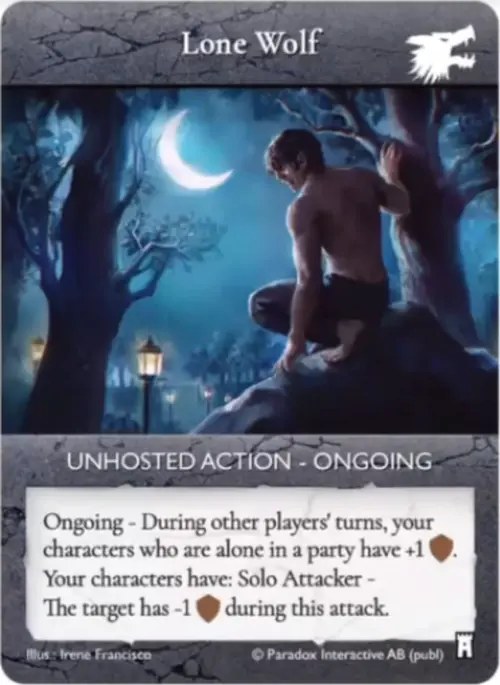 Lone Wolf
UNHOSTED ACTION - ONGOING
Ongoing - During other players' turns, your
characters who are alone in a party have +1 .
Your characters have: Solo Attacker -
The target has -1 during this attack.
Illus.: Irene Francisco
© Paradox Interactive AB (publ)